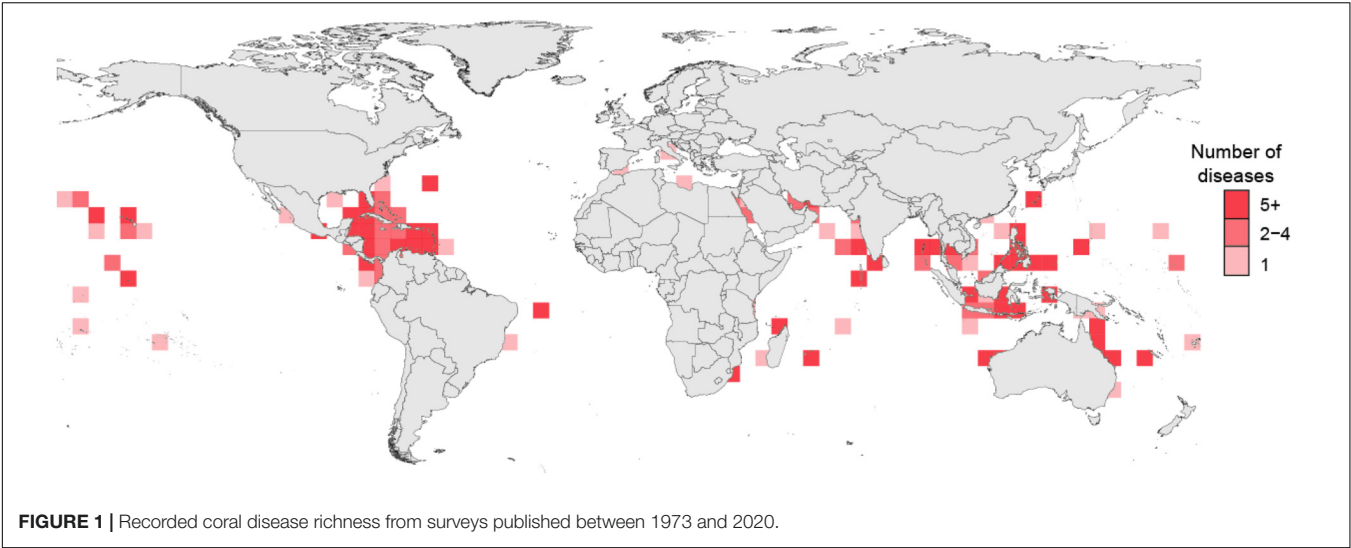 Number of
diseases
5+
2–4
1
FIGURE 1 | Recorded coral disease richness from surveys published between 1973 and 2020.